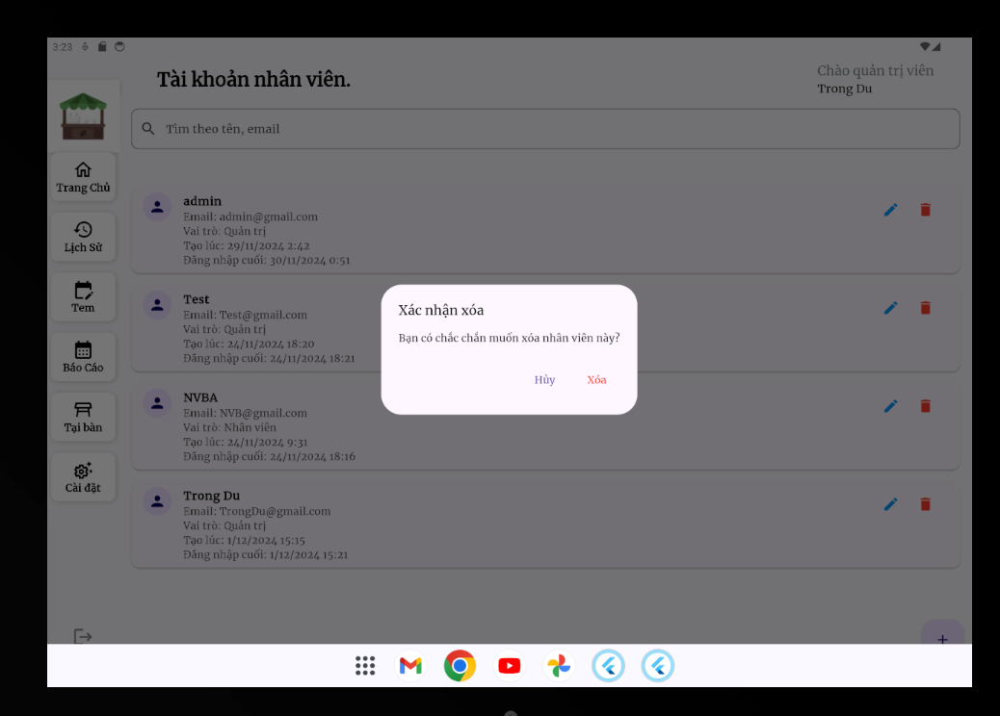 3:23
Tài khoản nhân viên.
Chào quản trị viên
Trong Du
Tìm theo tên, email
Trang Chủ
Lịch Sử
Tem
Báo Cáo
Tại bàn
Cài đặt
admin
Email: admin@gmail.com
Vai trò: Quản trị
Tạo lúc: 29/11/2024 2:42
Đăng nhập cuối: 30/11/2024 0:51
Test
Email: Test@gmail.com
Vai trò: Quản trị
Tạo lúc: 24/11/2024 18:20
Đăng nhập cuối: 24/11/2024 18:21
Xác nhận xóa
Bạn có chắc chắn muốn xóa nhân viên này?
Hủy
Xóa
NVBA
Email: NVB@gmail.com
Vai trò: Nhân viên
Tạo lúc: 24/11/2024 9:31
Đăng nhập cuối: 24/11/2024 18:16
Trong Du
Email: TrongDu@gmail.com
Vai trò: Quản trị
Tạo lúc: 1/12/2024 15:15
Đăng nhập cuối: 1/12/2024 15:21